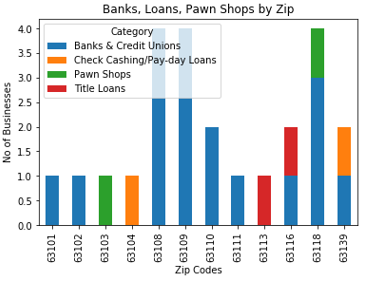 Banks, Loans, Pawn Shops by Zip
Category
Banks & Credit Unions
Check Cashing/Pay-day Loans
Pawn Shops
Title Loans
No of Businesses
4.0
3.5
3.0
2.5
2.0
1.5
1.0
0.5
0.0
63101
63102
63103
63104
63108
63109
63110
63111
63113
63116
63118
63139
Zip Codes